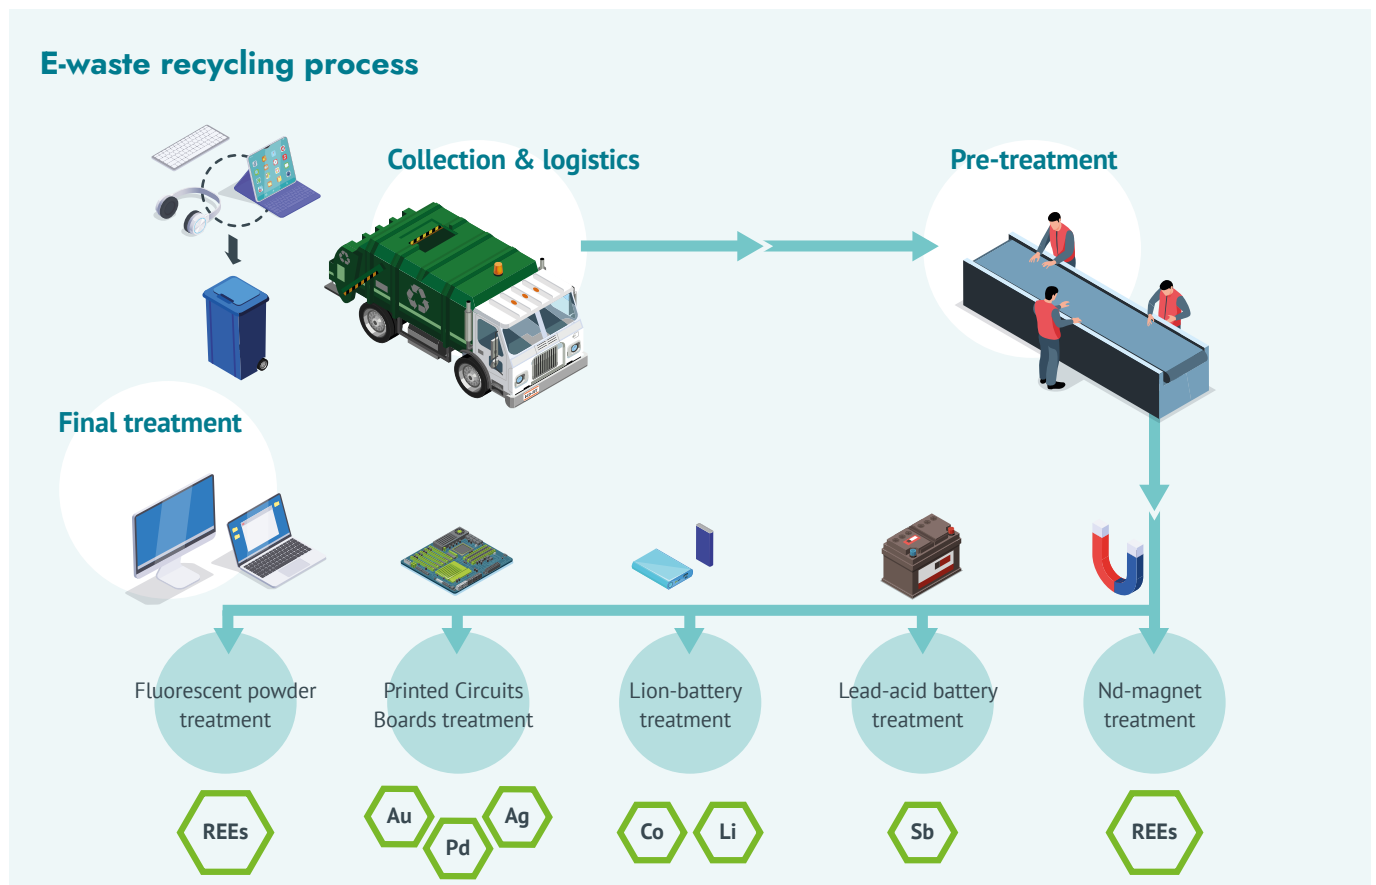 E-waste recycling process
Collection & logistics
Pre-treatment
Final treatment
Fluorescent powder
treatment
Printed Circuits
Boards treatment
Lion-battery
treatment
Lead-acid battery
treatment
Nd-magnet
treatment
REEs
Au
Pd
Ag
Co
Li
Sb
REEs